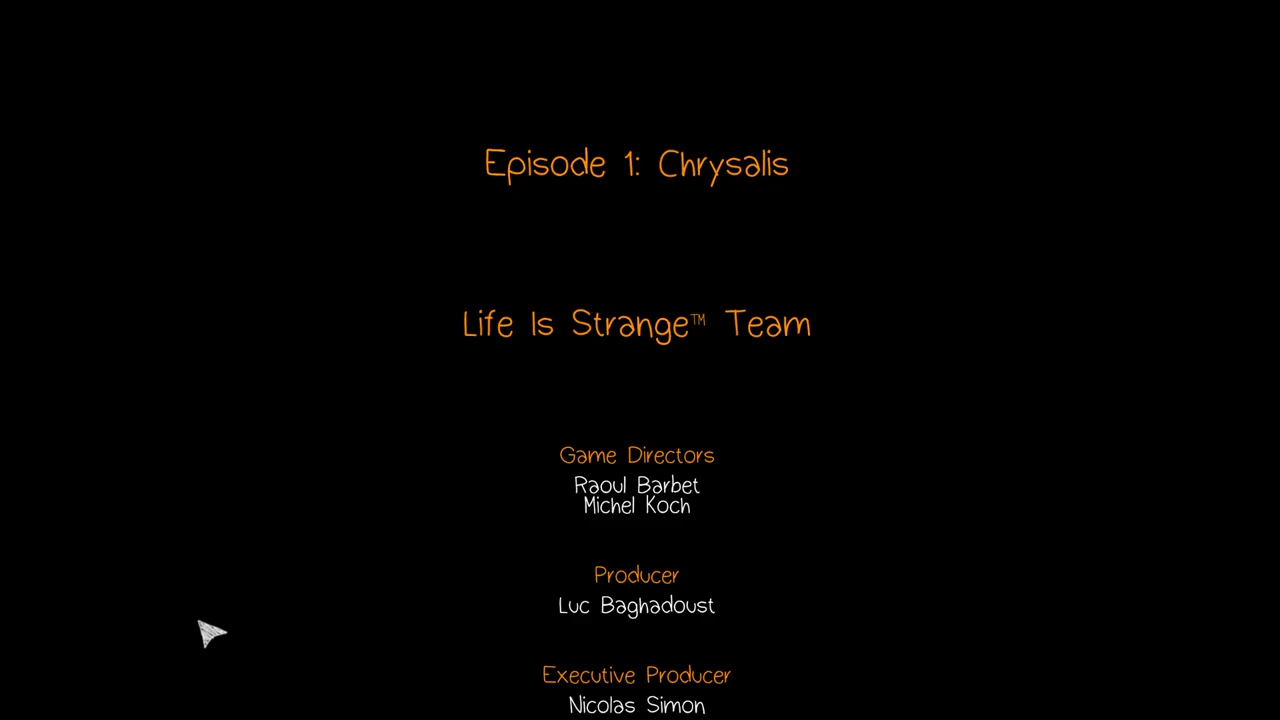 Episode 1: Chrysalis
Life Is Strange™ Team
Game Directors
Raoul Barbet
Michel Koch
Producer
Luc Baghadoust
Executive Producer
Nicolas Simon